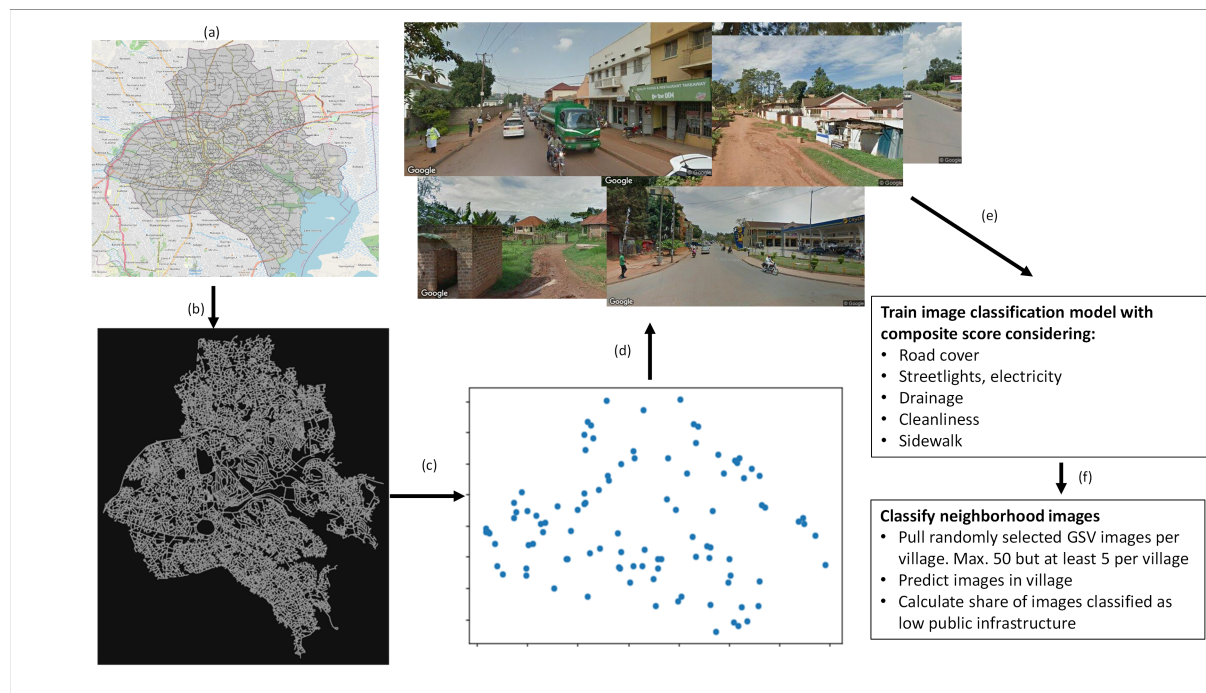 (a)
Google
© Google
Google
© Google
Google
Google
© Google
(b)
(c)
(d)
(e)
Train image classification model with
composite score considering:
• Road cover
• Streetlights, electricity
• Drainage
• Cleanliness
• Sidewalk
(f)
Classify neighborhood images
• Pull randomly selected GSV images per
village. Max. 50 but at least 5 per village
• Predict images in village
• Calculate share of images classified as
low public infrastructure